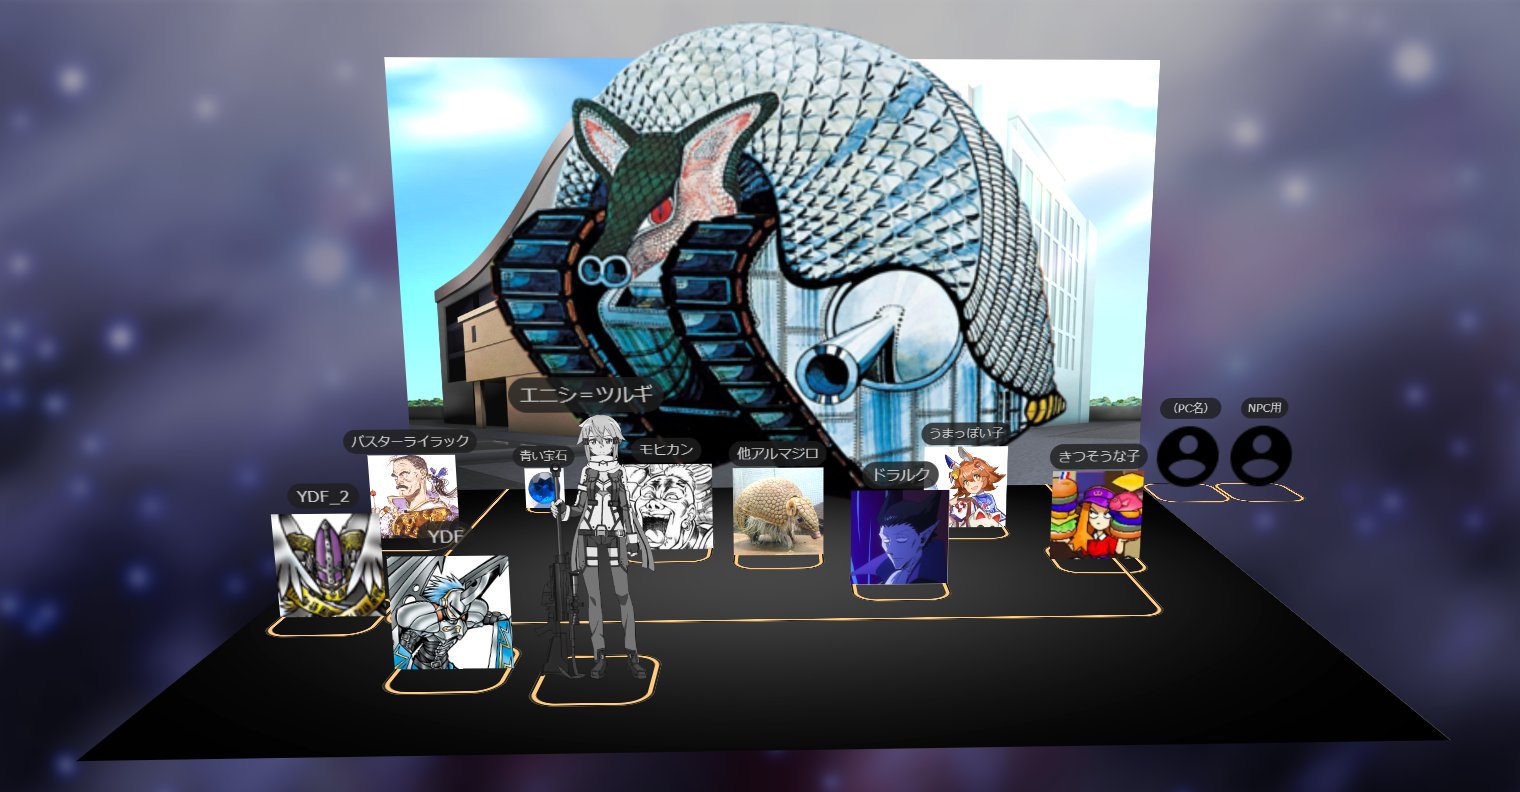 エニシ＝ツルギ
（PC名）
NPC用
うまっぽい子
バスターライラック
モヒカン
他アルマジロ
青い宝石
きつそうな子
ドラルク
YDF_2
YDF